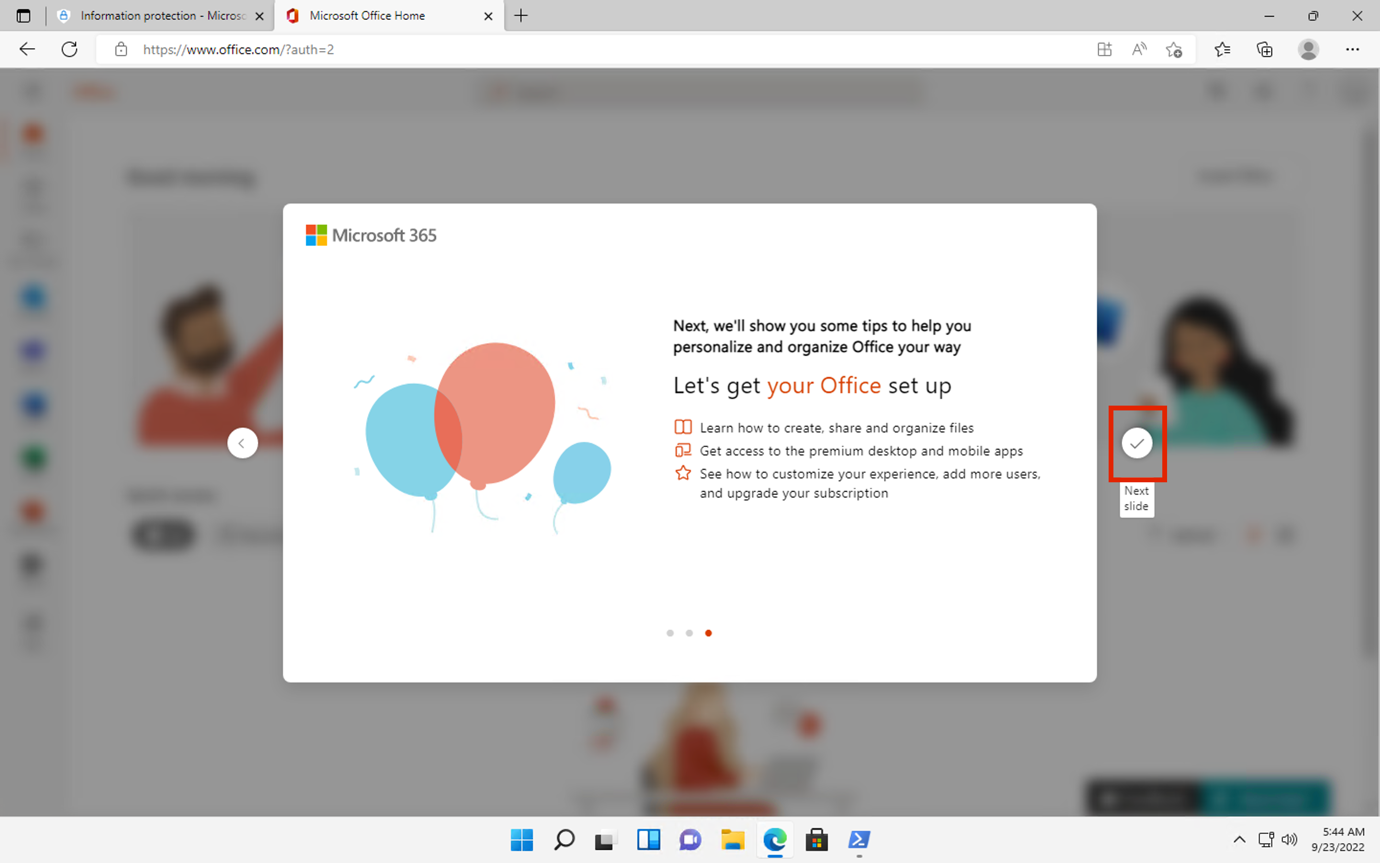 Information protection - Microsc
Microsoft Office Home
https://www.office.com/?auth=2
Good morning
Microsoft 365
Next, we'll show you some tips to help you
personalize and organize Office your way
Let's get your Office set up
Learn how to create, share and organize files
Get access to the premium desktop and mobile apps
See how to customize your experience, add more users,
and upgrade your subscription
Next
slide
5:44 AM
9/23/2022